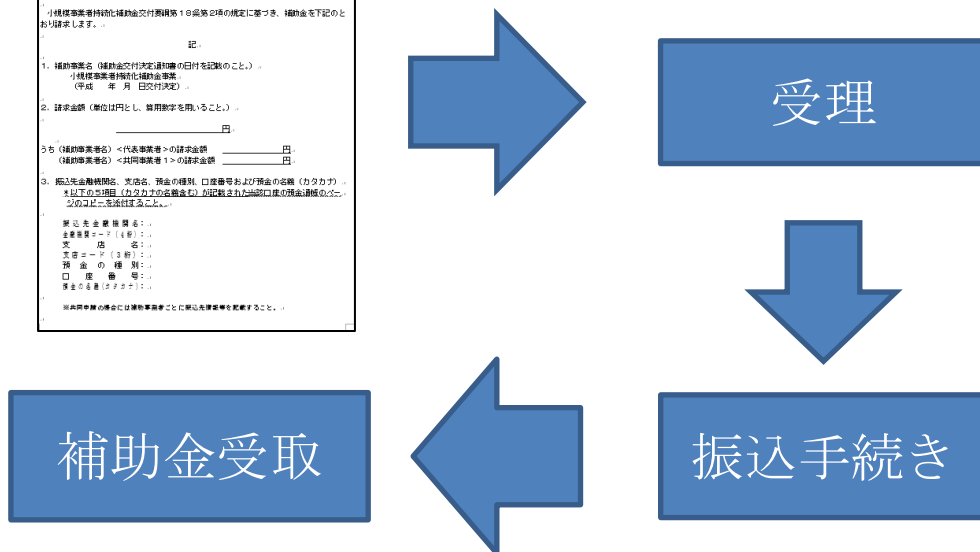 小規模事業者持続化補助金交付要綱第18条第2項の規定に基づき、補助金を下記のと
おり請求します。
記
1．補助事業名（補助金交付決定通知書の日付を記載のこと。）
小規模事業者持続化補助金事業
（平成　　年　月　日交付決定）
2．請求金額（単位は円とし、算用数字を用いること。）
円
うち（補助事業者名）＜代表事業者＞の請求金額　　　　円
（補助事業者名）＜共同事業者1＞の請求金額　　　　円
3．振込先金融機関名、支店名、預金の種別、口座番号および預金の名義（カタカナ）
＊以下の5項目（カタカナの名義含む）が記載された当該口座の預金通帳のペー
ジのコピーを添付すること。
振込先金融機関名：
金融機関コード（4桁）：
支店名：
支店コード（3桁）：
預金の種別：
口座番号：
預金の名義（カタカナ）：
※共同申請の場合には補助事業者ごとに振込先情報等を記載すること。
受理
振込手続き
補助金受取